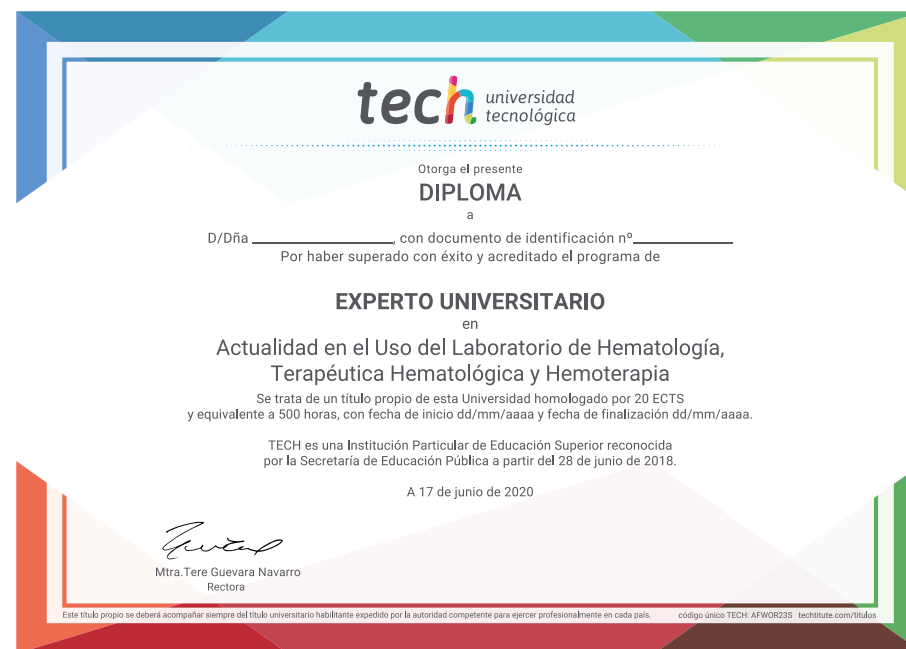 tech universidad
tecnológica
Otorga el presente
DIPLOMA
a
D/Dña ____________________, con documento de identificación nº______________
Por haber superado con éxito y acreditado el programa de
EXPERTO UNIVERSITARIO
en
Actualidad en el Uso del Laboratorio de Hematología,
Terapéutica Hematológica y Hemoterapia
Se trata de un título propio de esta Universidad homologado por 20 ECTS
y equivalente a 500 horas, con fecha de inicio dd/mm/aaaa y fecha de finalización dd/mm/aaaa.
TECH es una Institución Particular de Educación Superior reconocida
por la Secretaría de Educación Pública a partir del 28 de junio de 2018.
A 17 de junio de 2020
Mtra.Tere Guevara Navarro
Rectora
Este título propio se deberá acompañar siempre del título universitario habilitante expedido por la autoridad competente para ejercer profesionalmente en cada país. código único TECH: AFWOR23S techtitute.com/titulos